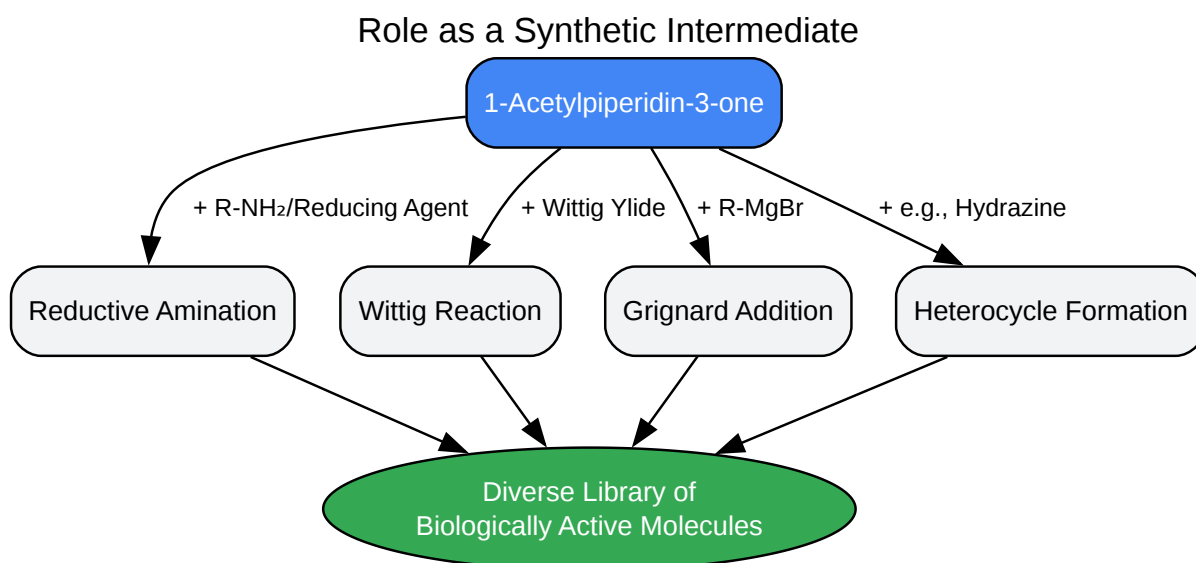 Role as a Synthetic Intermediate
1-Acetylpiperidin-3-one
+ R-NH₂/Reducing Agent
+ Wittig Ylide
+ R-MgBr
+ e.g., Hydrazine
Reductive Amination
Wittig Reaction
Grignard Addition
Heterocycle Formation
Diverse Library of
Biologically Active Molecules